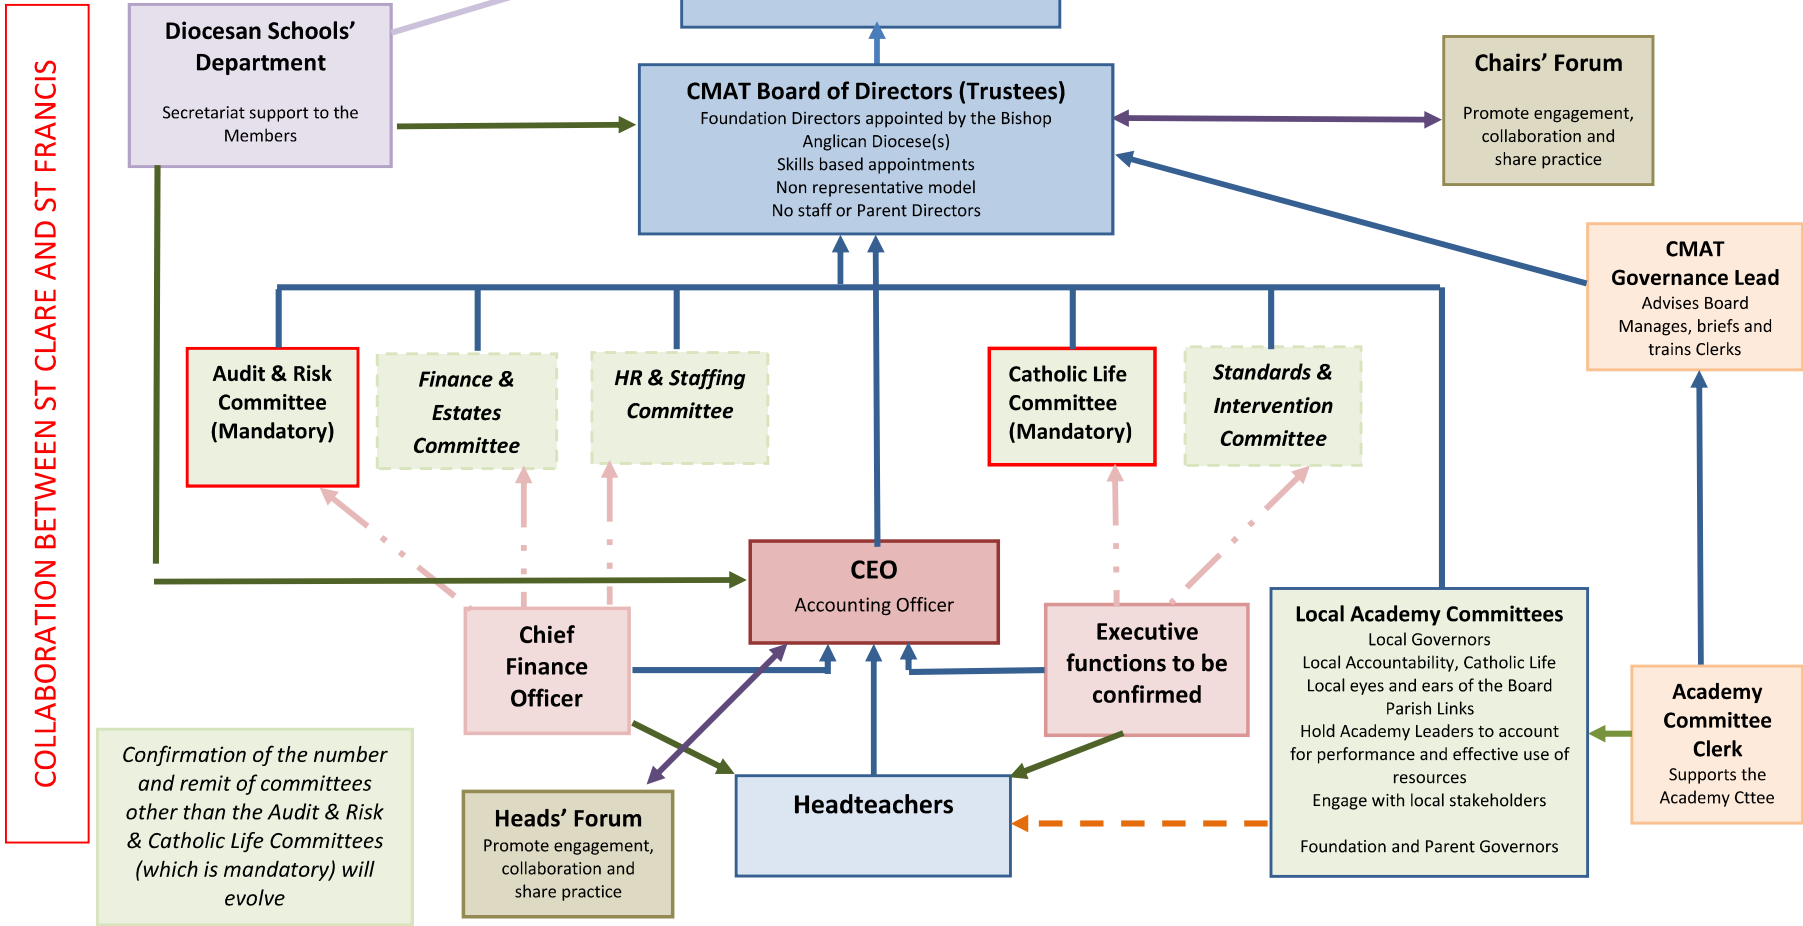 COLLABORATION BETWEEN ST CLARE AND ST FRANCIS
Diocesan Schools’
Department
Secretariat support to the
Members
CMAT Board of Directors (Trustees)
Foundation Directors appointed by the Bishop
Anglican Diocese(s)
Skills based appointments
Non representative model
No staff or Parent Directors
Chairs’ Forum
Promote engagement,
collaboration and
share practice
CMAT
Governance Lead
Advises Board
Manages, briefs and
trains Clerks
Audit & Risk
Committee
(Mandatory)
Finance &
Estates
Committee
HR & Staffing
Committee
Catholic Life
Committee
(Mandatory)
Standards &
Intervention
Committee
CEO
Accounting Officer
Chief
Finance
Officer
Executive
functions to be
confirmed
Local Academy Committees
Local Governors
Local Accountability, Catholic Life
Local eyes and ears of the Board
Parish Links
Hold Academy Leaders to account
for performance and effective use of
resources
Engage with local stakeholders
Foundation and Parent Governors
Academy
Committee
Clerk
Supports the
Academy Cttee
Confirmation of the number
and remit of committees
other than the Audit & Risk
& Catholic Life Committees
(which is mandatory) will
evolve
Heads’ Forum
Promote engagement,
collaboration and
share practice
Headteachers